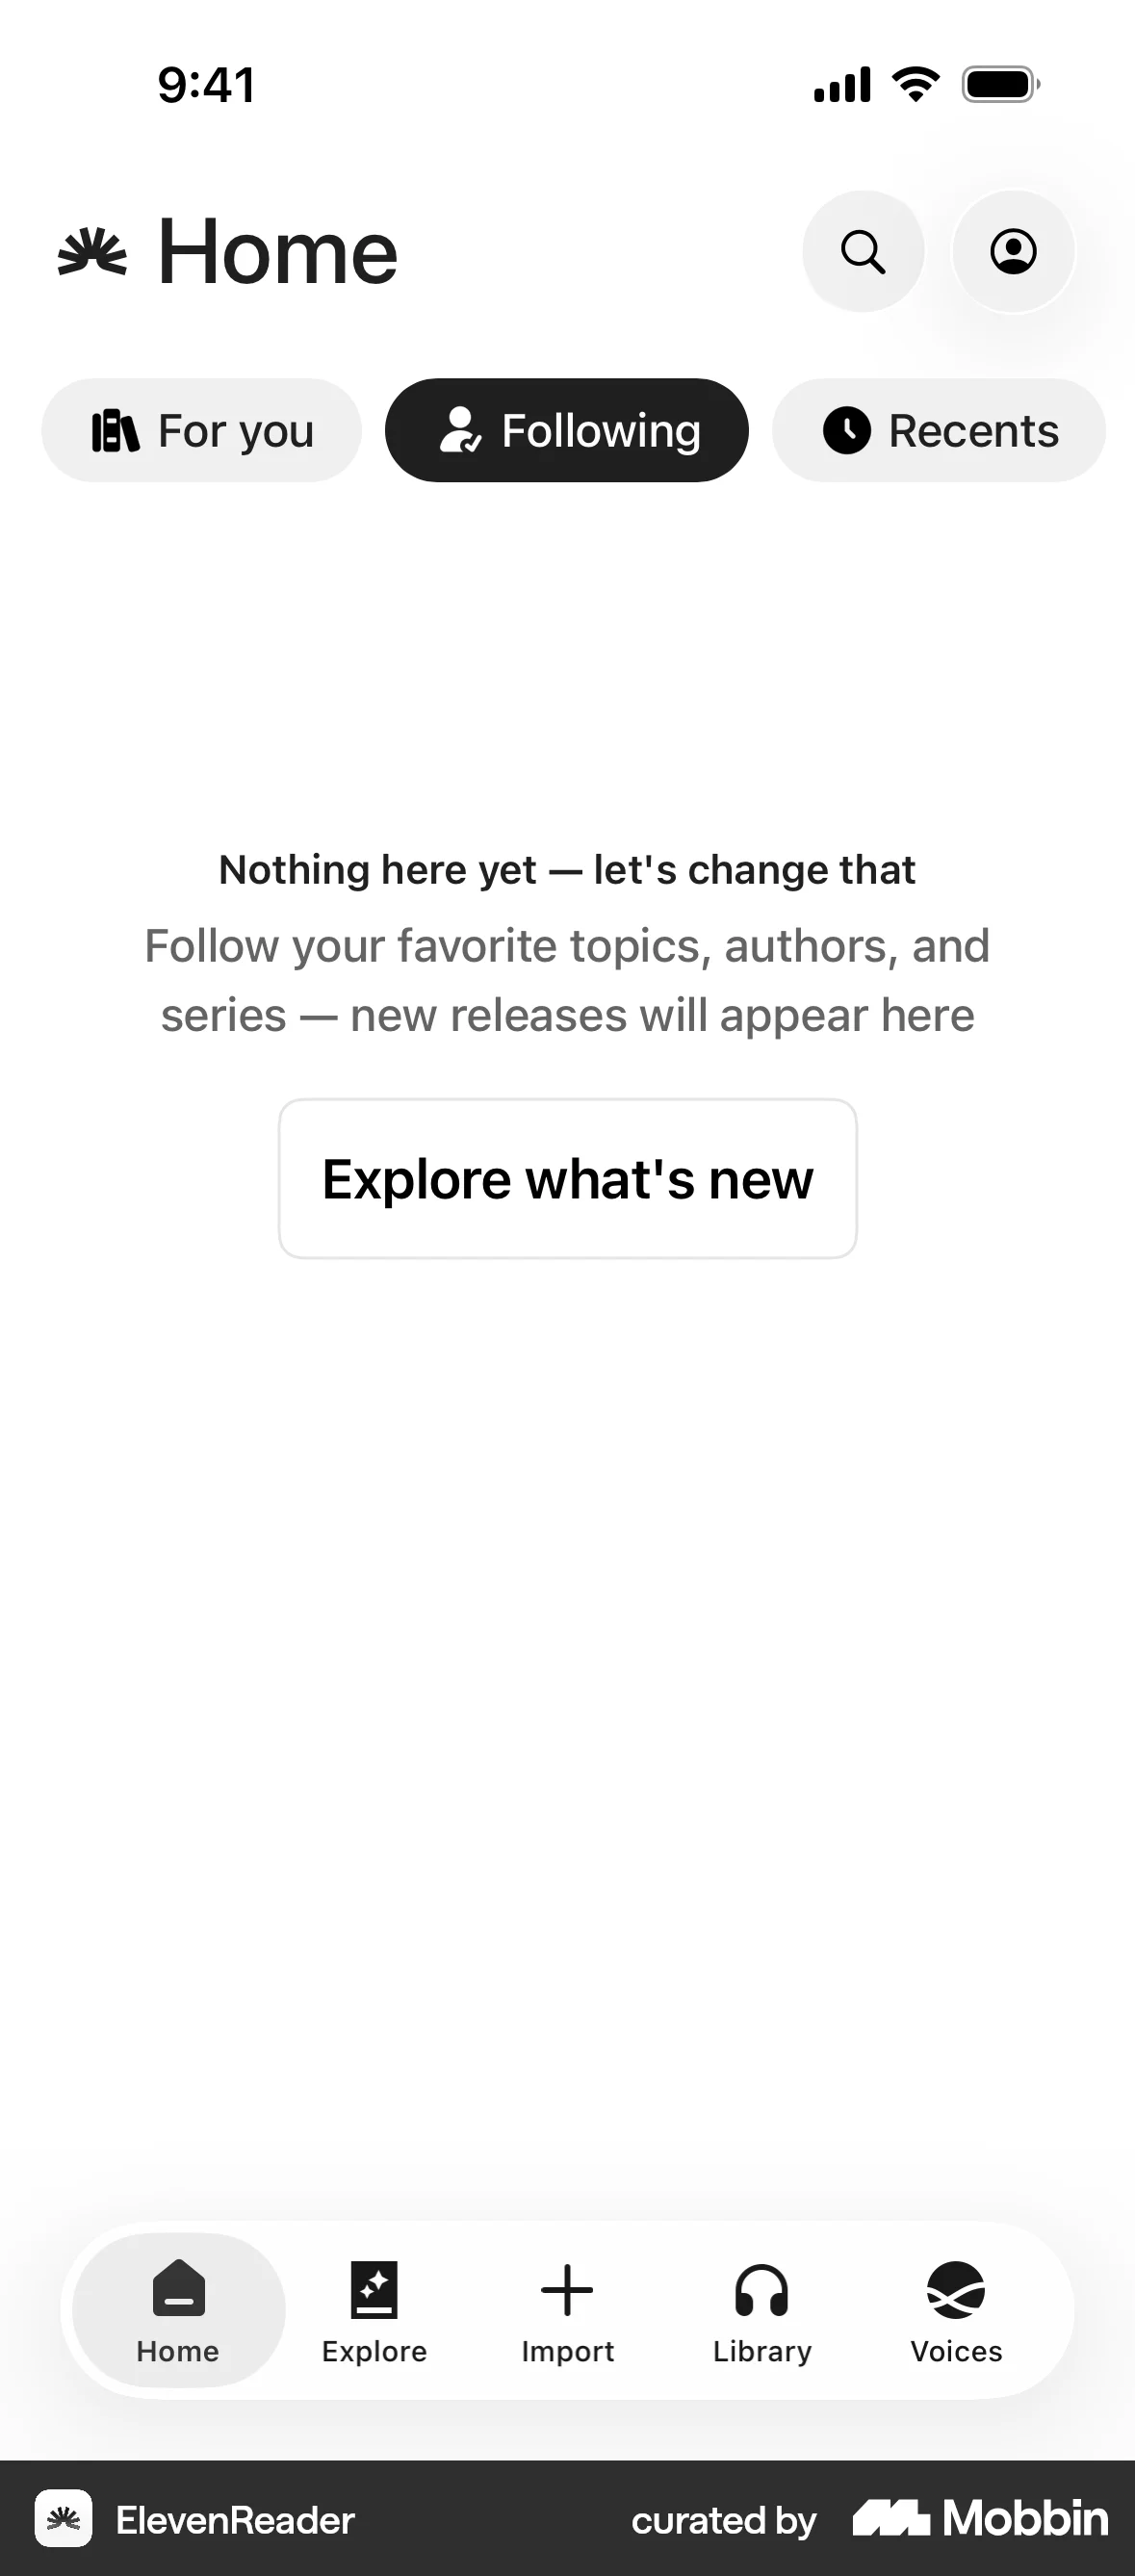 9:41
Home
For you
Following
Recents
Nothing here yet — let's change that
Follow your favorite topics, authors, and
series — new releases will appear here
Explore what's new
Home
Explore
Import
Library
Voices
ElevenReader
curated by
Mobbin